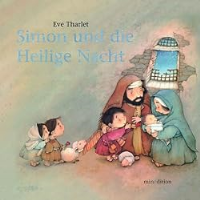 Eve Tharlet
Simon und die
Heilige Nacht